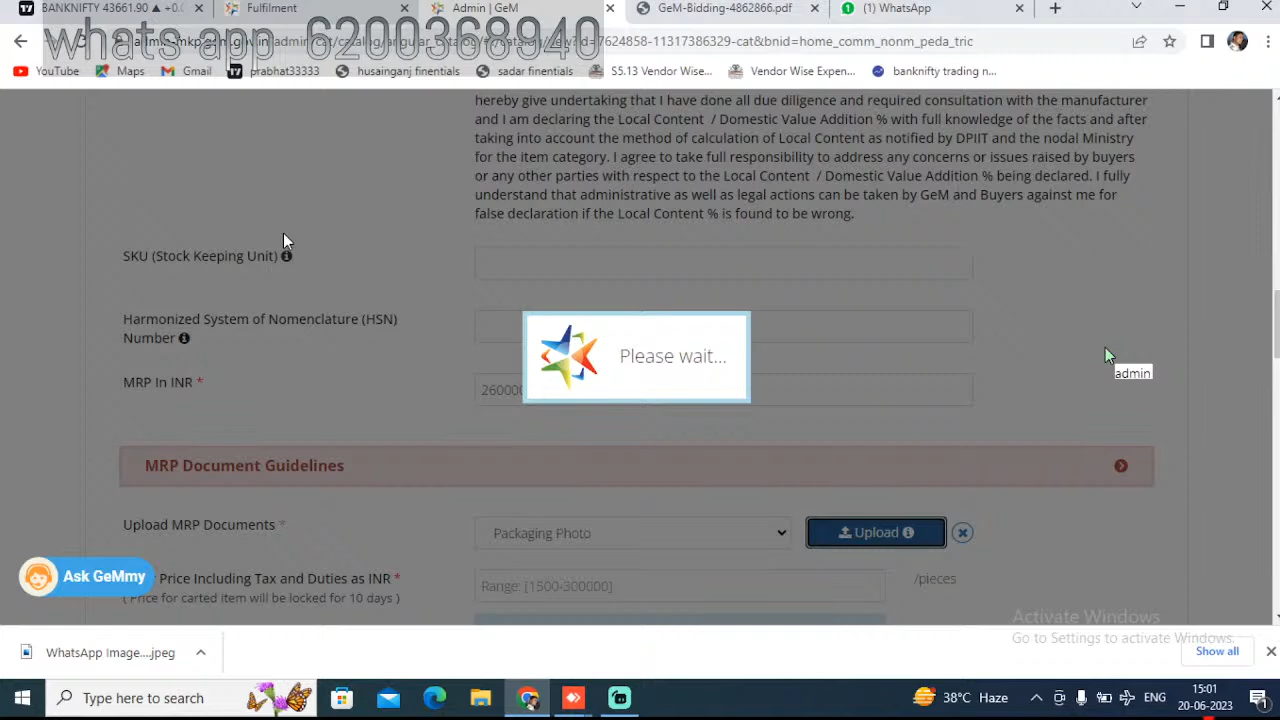 BANKNIFTY 43661.90 ▲ +0.
Fulfilment
Admin | GeM
GeM-Bidding-4862866.pdf
(1) WhatsApp
whats app 6200368940
catalog/angular_catalog/#!/catalog
d=7624858-11317386329-cat&bnid=home_comm_nonm_peda_tric
YouTube
Maps
Gmail
prabhat33333
husainganj finentials
sadar finentials
S5.13 Vendor Wise...
Vendor Wise Expen...
banknifty trading n...
hereby give undertaking that I have done all due diligence and required consultation with the manufacturer
and I am declaring the Local Content / Domestic Value Addition % with full knowledge of the facts and after
taking into account the method of calculation of Local Content as notified by DPIIT and the nodal Ministry
for the item category. I agree to take full responsibility to address any concerns or issues raised by buyers
or any other parties with respect to the Local Content / Domestic Value Addition % being declared. I fully
understand that administrative as well as legal actions can be taken by GeM and Buyers against me for
false declaration if the Local Content % is found to be wrong.
SKU (Stock Keeping Unit)
Harmonized System of Nomenclature (HSN)
Number
Please wait...
admin
MRP In INR *
260000
MRP Document Guidelines
Upload MRP Documents *
Packaging Photo
Upload
Ask GeMmy
Price Including Tax and Duties as INR *
( Price for carted item will be locked for 10 days )
Range: [1500-300000]
/pieces
Activate Windows
Go to Settings to activate Windows.
WhatsApp Image....jpeg
Show all
Type here to search
38°C Haze
ENG
15:01
20-06-2023
1